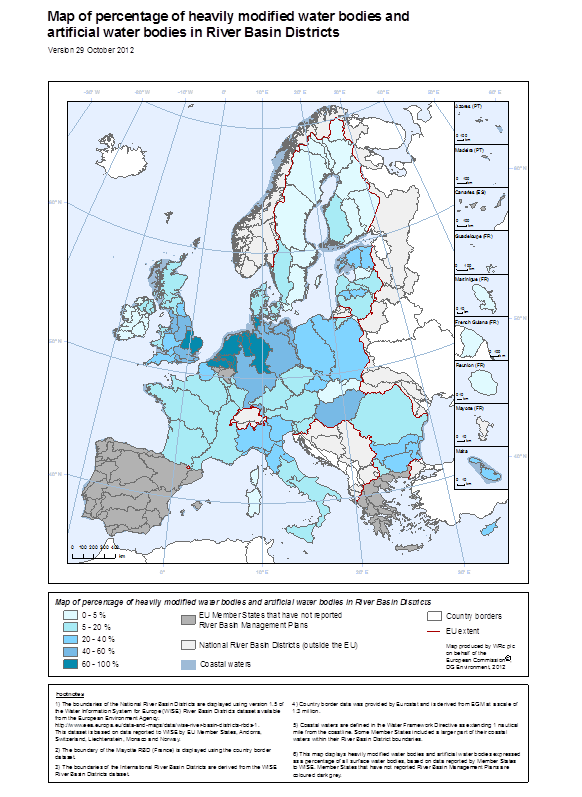 Map of percentage of heavily modified water bodies and
artificial water bodies in River Basin Districts
Version 29 October 2012
Azores (PT)
Madeira (PT)
Canaries (ES)
Guadeloupe (FR)
Martinique (FR)
French Guiana (FR)
Reunion (FR)
Mayotte (FR)
Malta
0 100 200 300 400
km
0°
10°E
20°E
30°E
Map of percentage of heavily modified water bodies and artificial water bodies in River Basin Districts
0 - 5 %
5 - 20 %
20 - 40 %
40 - 60 %
60 - 100 %
EU Member States that have not reported
River Basin Management Plans
National River Basin Districts (outside the EU)
Coastal waters
Country borders
EU extent
Map produced by WRc plc
on behalf of the
European Commission©
DG Environment, 2012
Footnotes
1) The boundaries of the National River Basin Districts are displayed using version 1.5 of
the Water Information System for Europe (WISE) River Basin Districts dataset available
from the European Environment Agency.
This dataset is based on data reported to WISE by EU Member States, Andorra,
Switzerland, Liechtenstein, Monaco and Norway.
2) The boundary of the Mayotte RBD (France) is displayed using the country border
dataset.
3) The boundaries of the International River Basin Districts are derived from the WISE
River Basin Districts dataset.
4) Country border data was provided by Eurostat and is derived from EGM at a scale of
1:2 million.
5) Coastal waters are defined in the Water Framework Directive as extending 1 nautical
mile from the coastline. Some Member States included a larger part of their coastal
waters within their River Basin District boundaries.
6) This map displays heavily modified water bodies and artificial water bodies expressed
as a percentage of all surface water bodies, based on data reported by Member States
to WISE. Member States that have not reported River Basin Management Plans are
coloured dark grey.